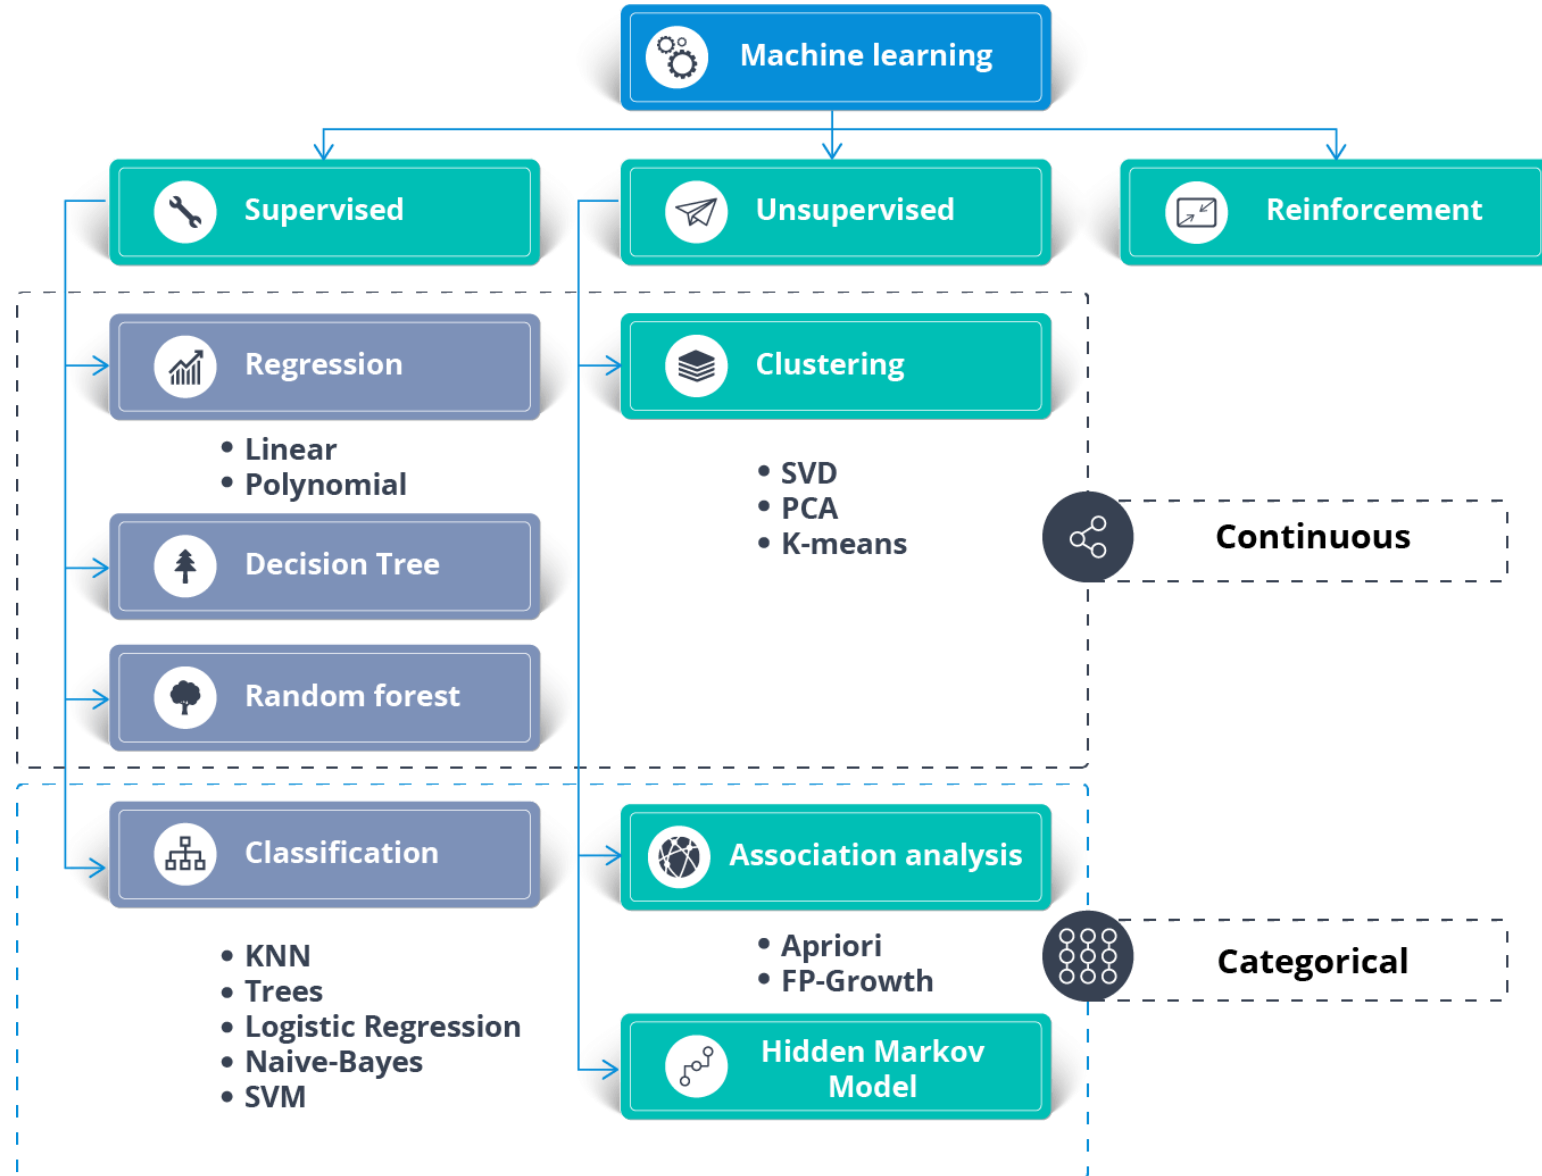 Machine learning
Supervised
Unsupervised
Reinforcement
Regression
• Linear
• Polynomial
Decision Tree
Random forest
Clustering
• SVD
• PCA
• K-means
Continuous
Classification
• KNN
• Trees
• Logistic Regression
• Naive-Bayes
• SVM
Association analysis
• Apriori
• FP-Growth
Hidden Markov
Model
Categorical